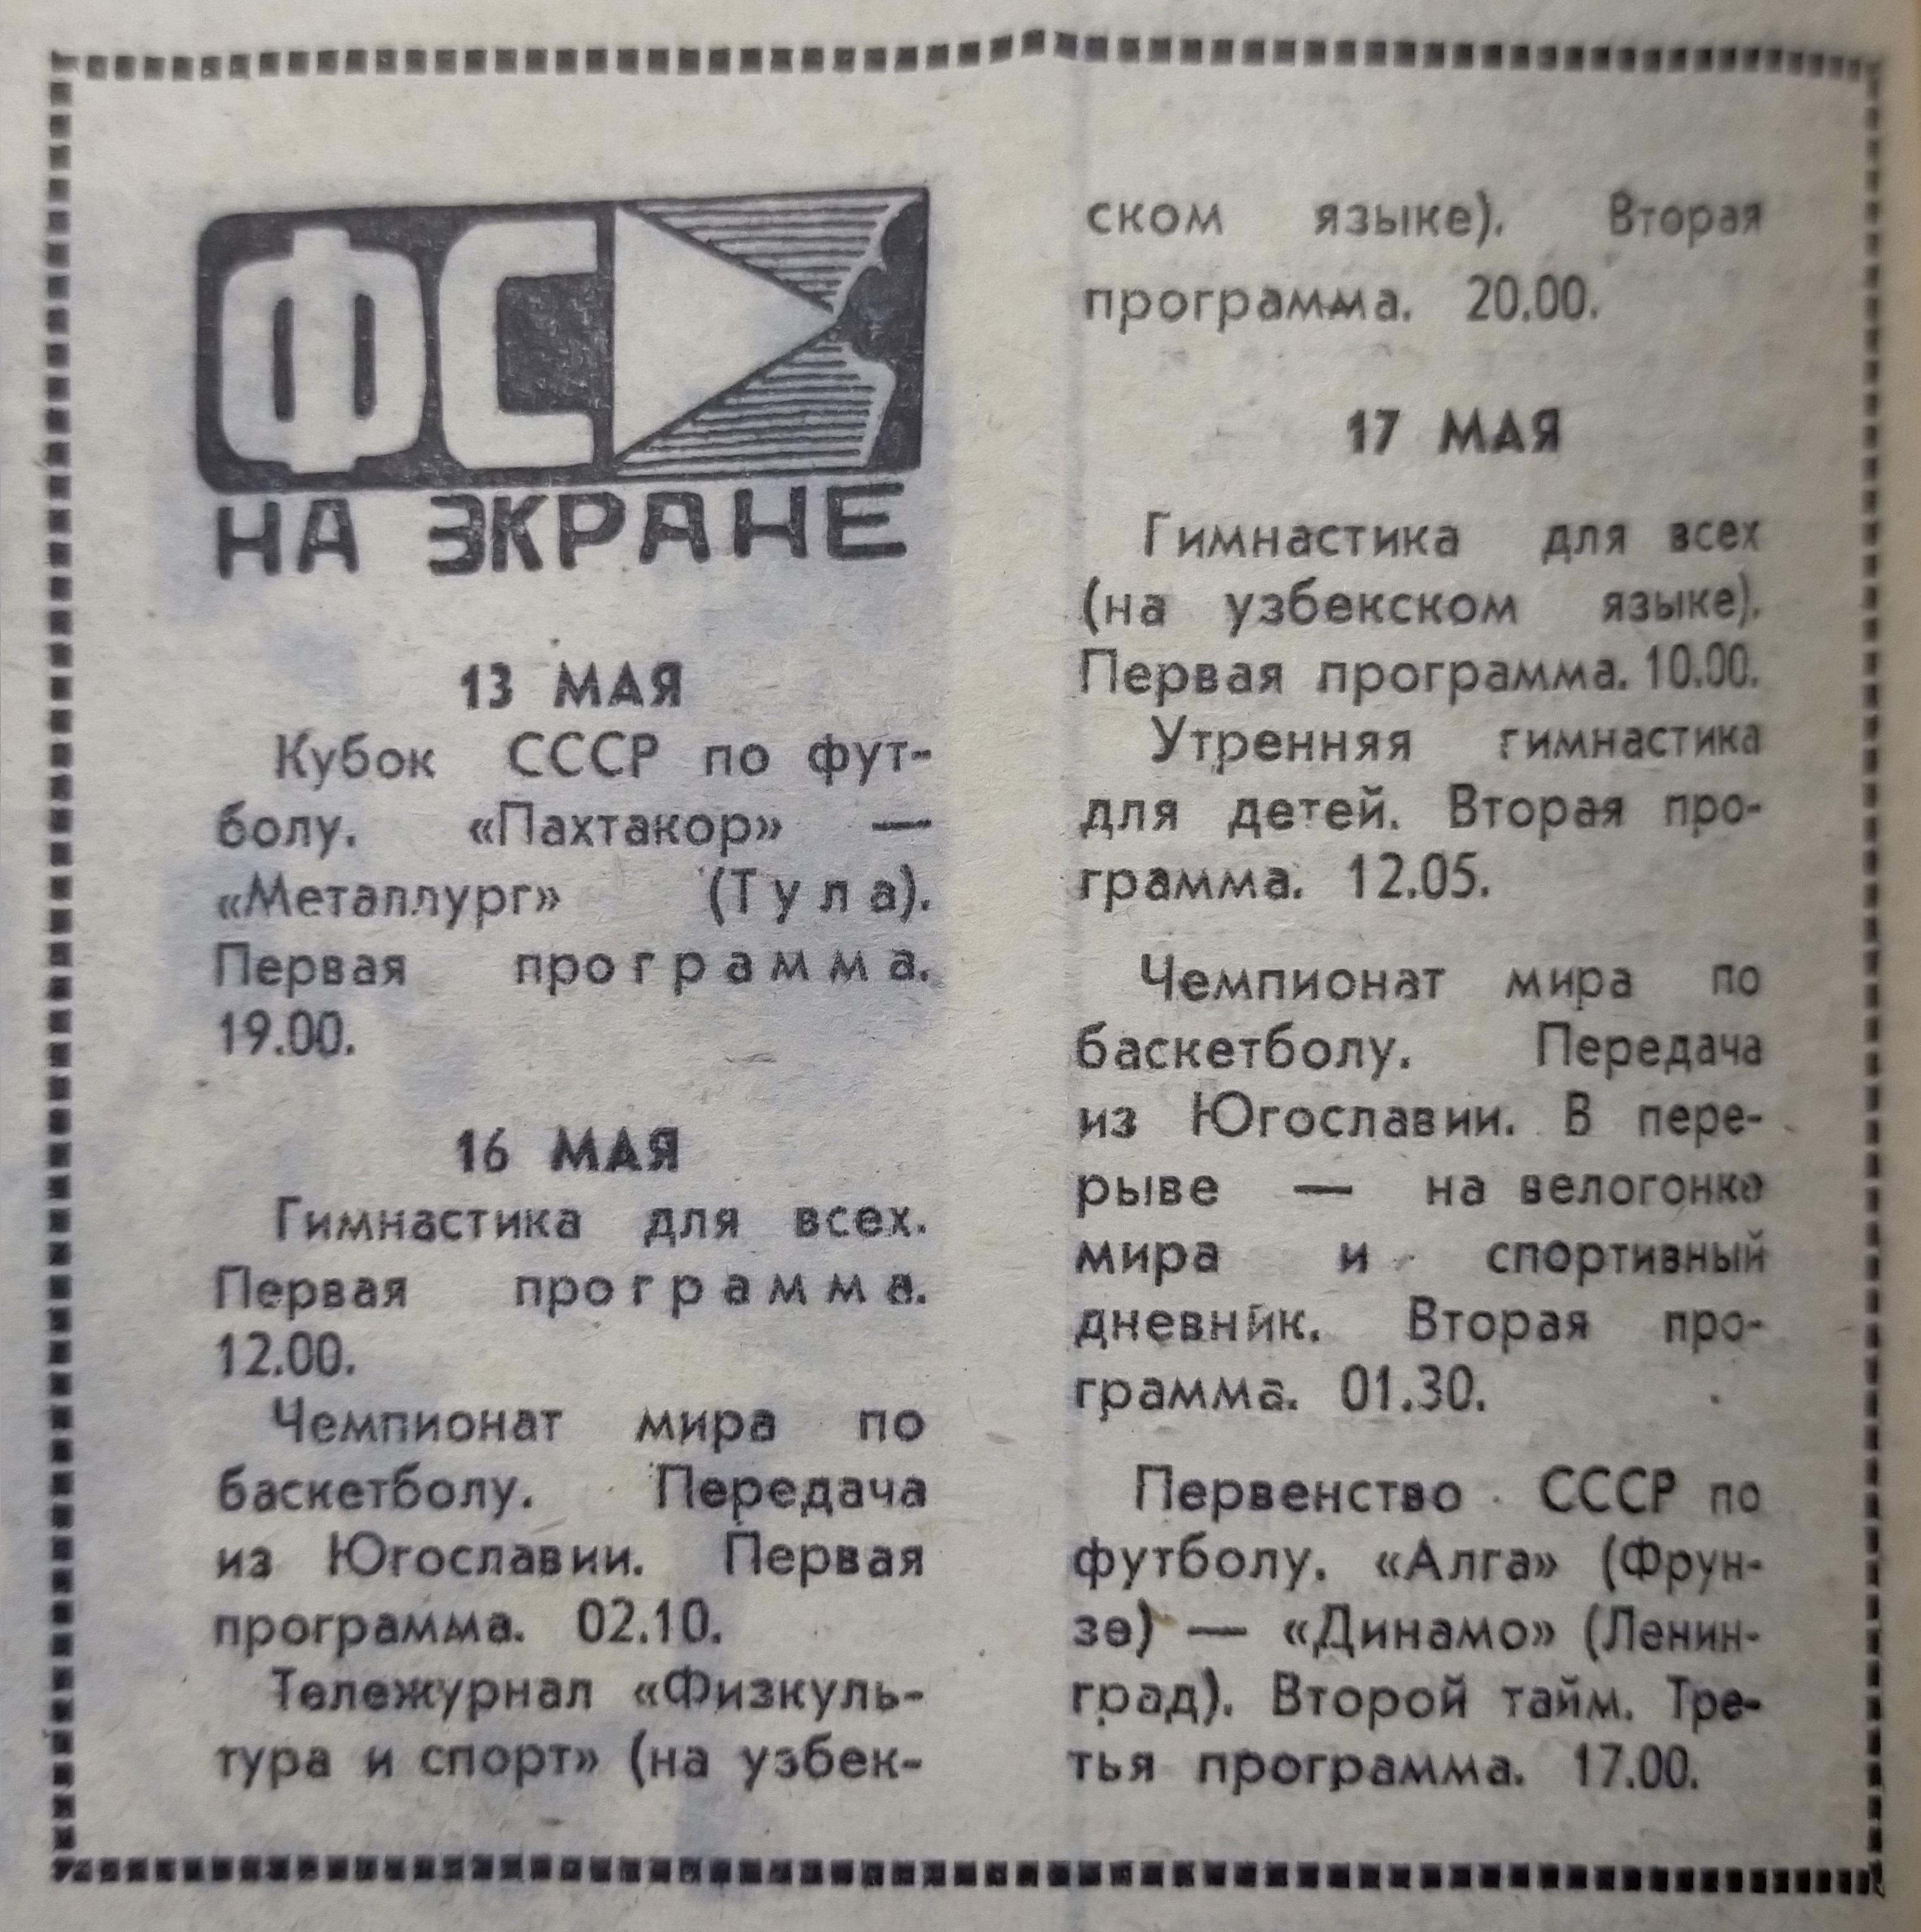 ФС
НА ЭКРАНЕ
13 МАЯ
Кубок СССР по фут-
болу. «Пахтакор» —
«Металлург» (Тула).
Первая программа.
19.00.
16 МАЯ
Гимнастика для всех.
Первая программа.
12.00.
Чемпионат мира по
баскетболу. Передача
из Югославии. Первая
программа. 02.10.
Тележурнал «Физкуль-
тура и спорт» (на узбек-
ском языке). Вторая
программа. 20.00.
17 МАЯ
Гимнастика для всех
(на узбекском языке).
Первая программа. 10.00.
Утренняя гимнастика
для детей. Вторая про-
грамма. 12.05.
Чемпионат мира по
баскетболу. Передача
из Югославии. В пере-
рыве — на велогонке
мира и спортивный
дневник. Вторая про-
грамма. 01.30.
Первенство СССР по
футболу. «Алга» (Фрун-
зе) — «Динамо» (Ленин-
град). Второй тайм. Тре-
тья программа. 17.00.